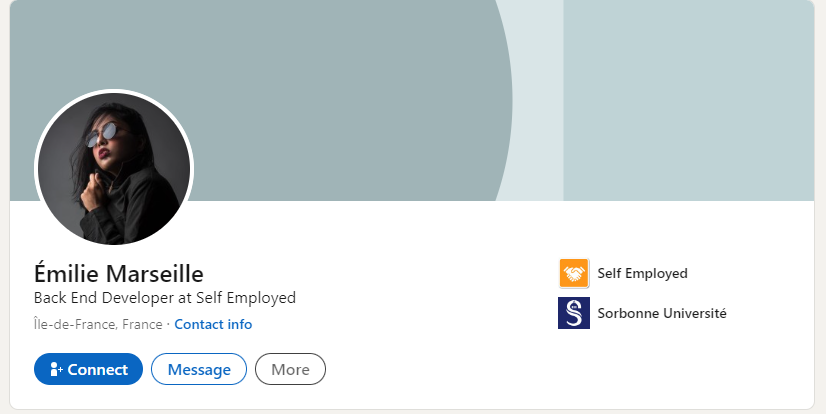 Émilie Marseille
Back End Developer at Self Employed
Île-de-France, France · Contact info
Connect
Message
More
Self Employed
Sorbonne Université